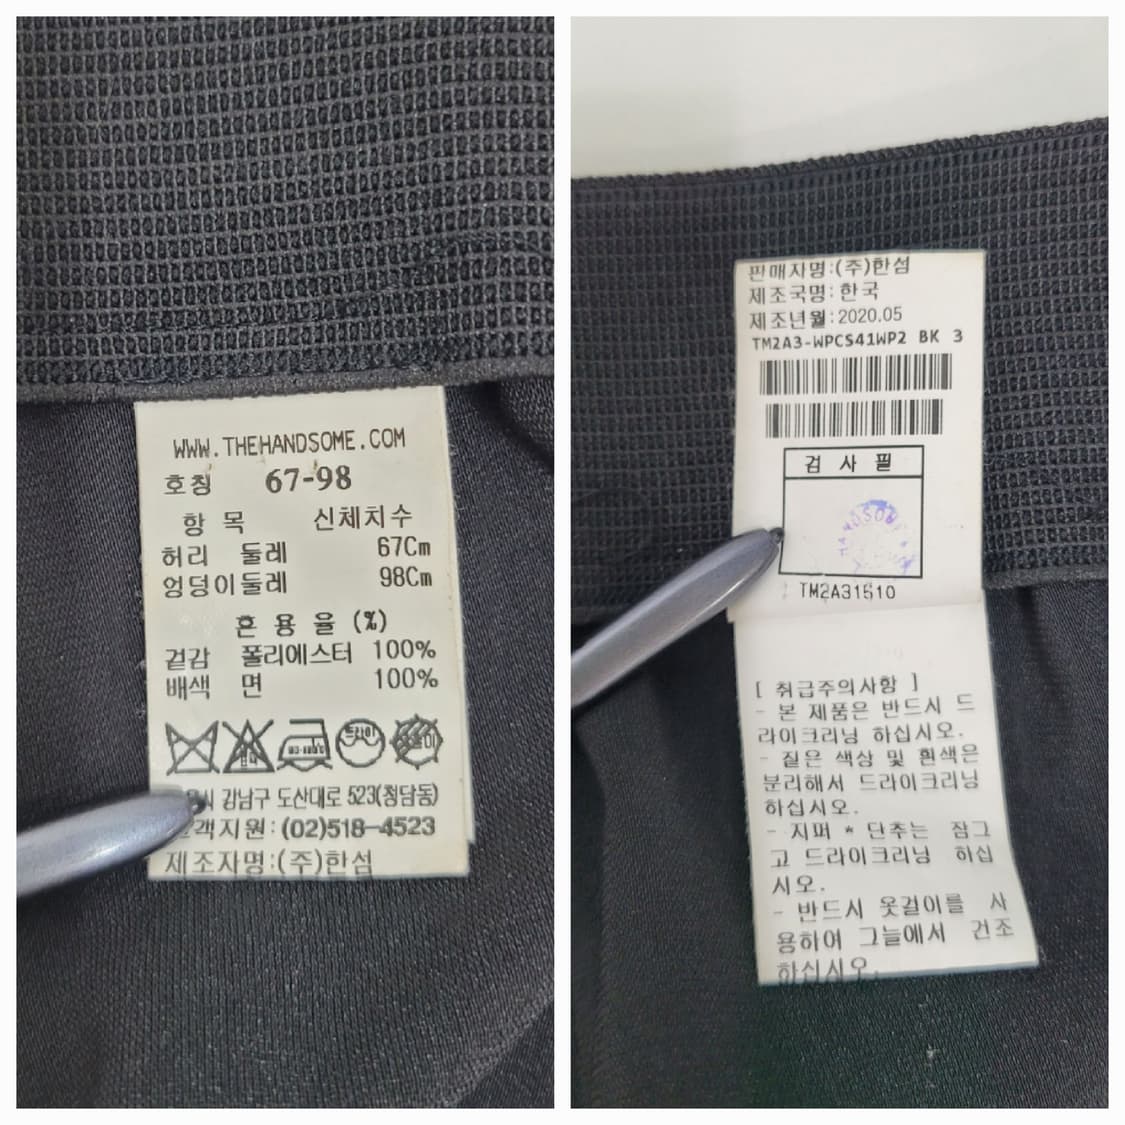 WWW.THEHANDSOME.COM
호칭 67-98
항 목 신체치수
허리 둘레 67Cm
엉덩이둘레 98Cm
혼 용 율 (%)
겉감 폴리에스터 100%
배색 면 100%
드라이
강남구 도산대로 523(청담동)
객지원:(02)518-4523
제조자명:(주)한섬
판매자명:(주)한섬
제조국명:한국
제조년월:2020.05
TM2A3-WPCS41WP2 BK 3
검 사 필
HANDSOME
TM2A31510
[ 취급주의사항 ]
- 본 제품은 반드시 드
라이크리닝 하십시오.
- 짙은 색상 및 흰색은
분리해서 드라이크리닝
하십시오.
- 지퍼 * 단추는 잠그
고 드라이크리닝 하십
시오.
- 반드시 옷걸이를 사
용하여 그늘에서 건조
하십시오.